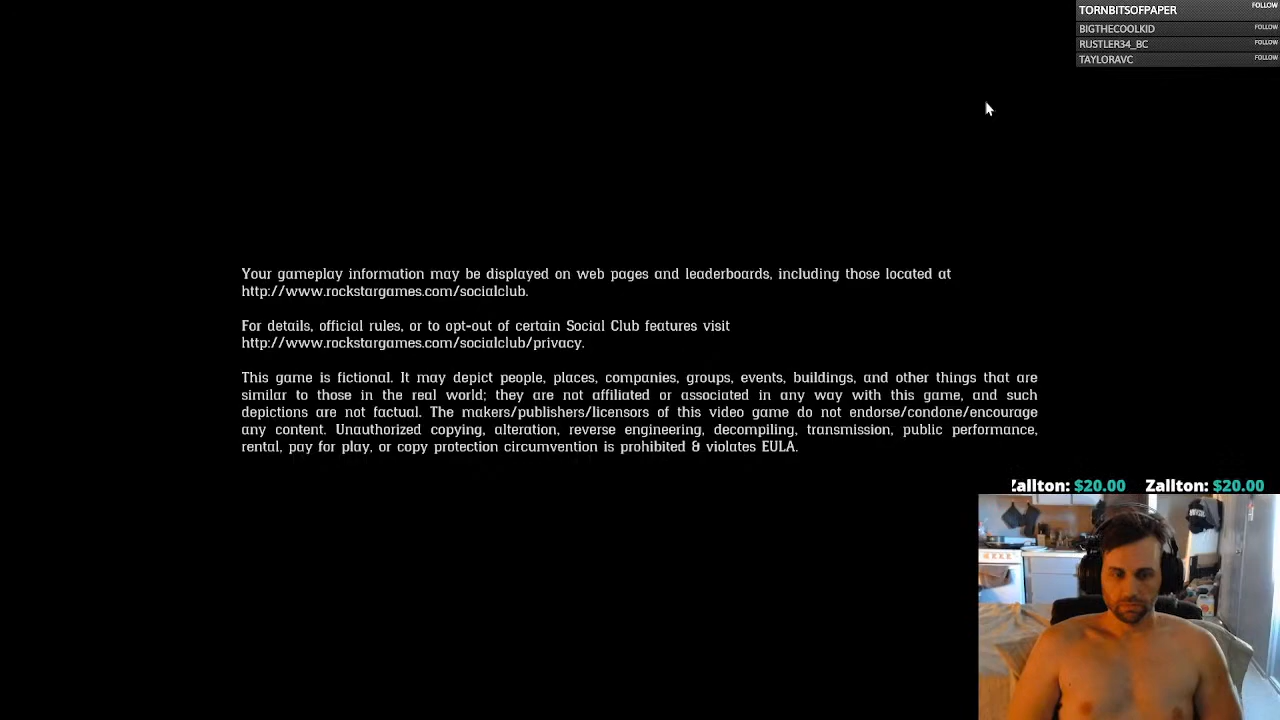 TORNBITSOFPAPER FOLLOW
BIGTHECOOLKID FOLLOW
RUSTLER34_BC FOLLOW
TAYLORAVC FOLLOW
Your gameplay information may be displayed on web pages and leaderboards, including those located at
http://www.rockstargames.com/socialclub.
For details, official rules, or to opt-out of certain Social Club features visit
http://www.rockstargames.com/socialclub/privacy.
This game is fictional. It may depict people, places, companies, groups, events, buildings, and other things that are
similar to those in the real world; they are not affiliated or associated in any way with this game, and such
depictions are not factual. The makers/publishers/licensors of this video game do not endorse/condone/encourage
any content. Unauthorized copying, alteration, reverse engineering, decompiling, transmission, public performance,
rental, pay for play, or copy protection circumvention is prohibited & violates EULA.
Zallton: $20.00 Zallton: $20.00